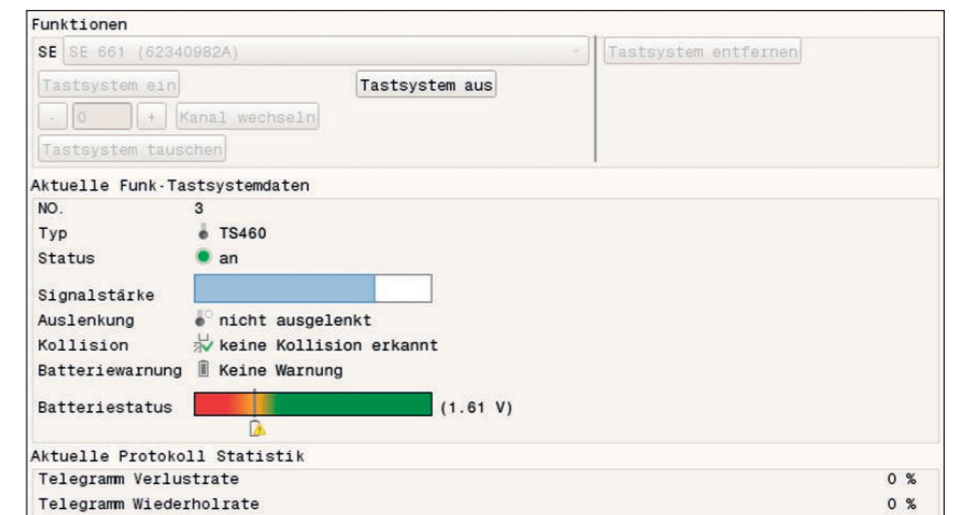 Funktionen
SE SE 661 (62340982A) Tastsystem entfernen
Tastsystem ein Tastsystem aus
- 0 + Kanal wechseln
Tastsystem tauschen
Aktuelle Funk-Tastsystemdaten
NO. 3
Typ TS460
Status an
Signalstärke
Auslenkung nicht ausgelenkt
Kollision keine Kollision erkannt
Batteriewarnung Keine Warnung
Batteriestatus (1.61 V)
Aktuelle Protokoll Statistik
Telegramm Verlustrate 0 %
Telegramm Wiederholrate 0 %